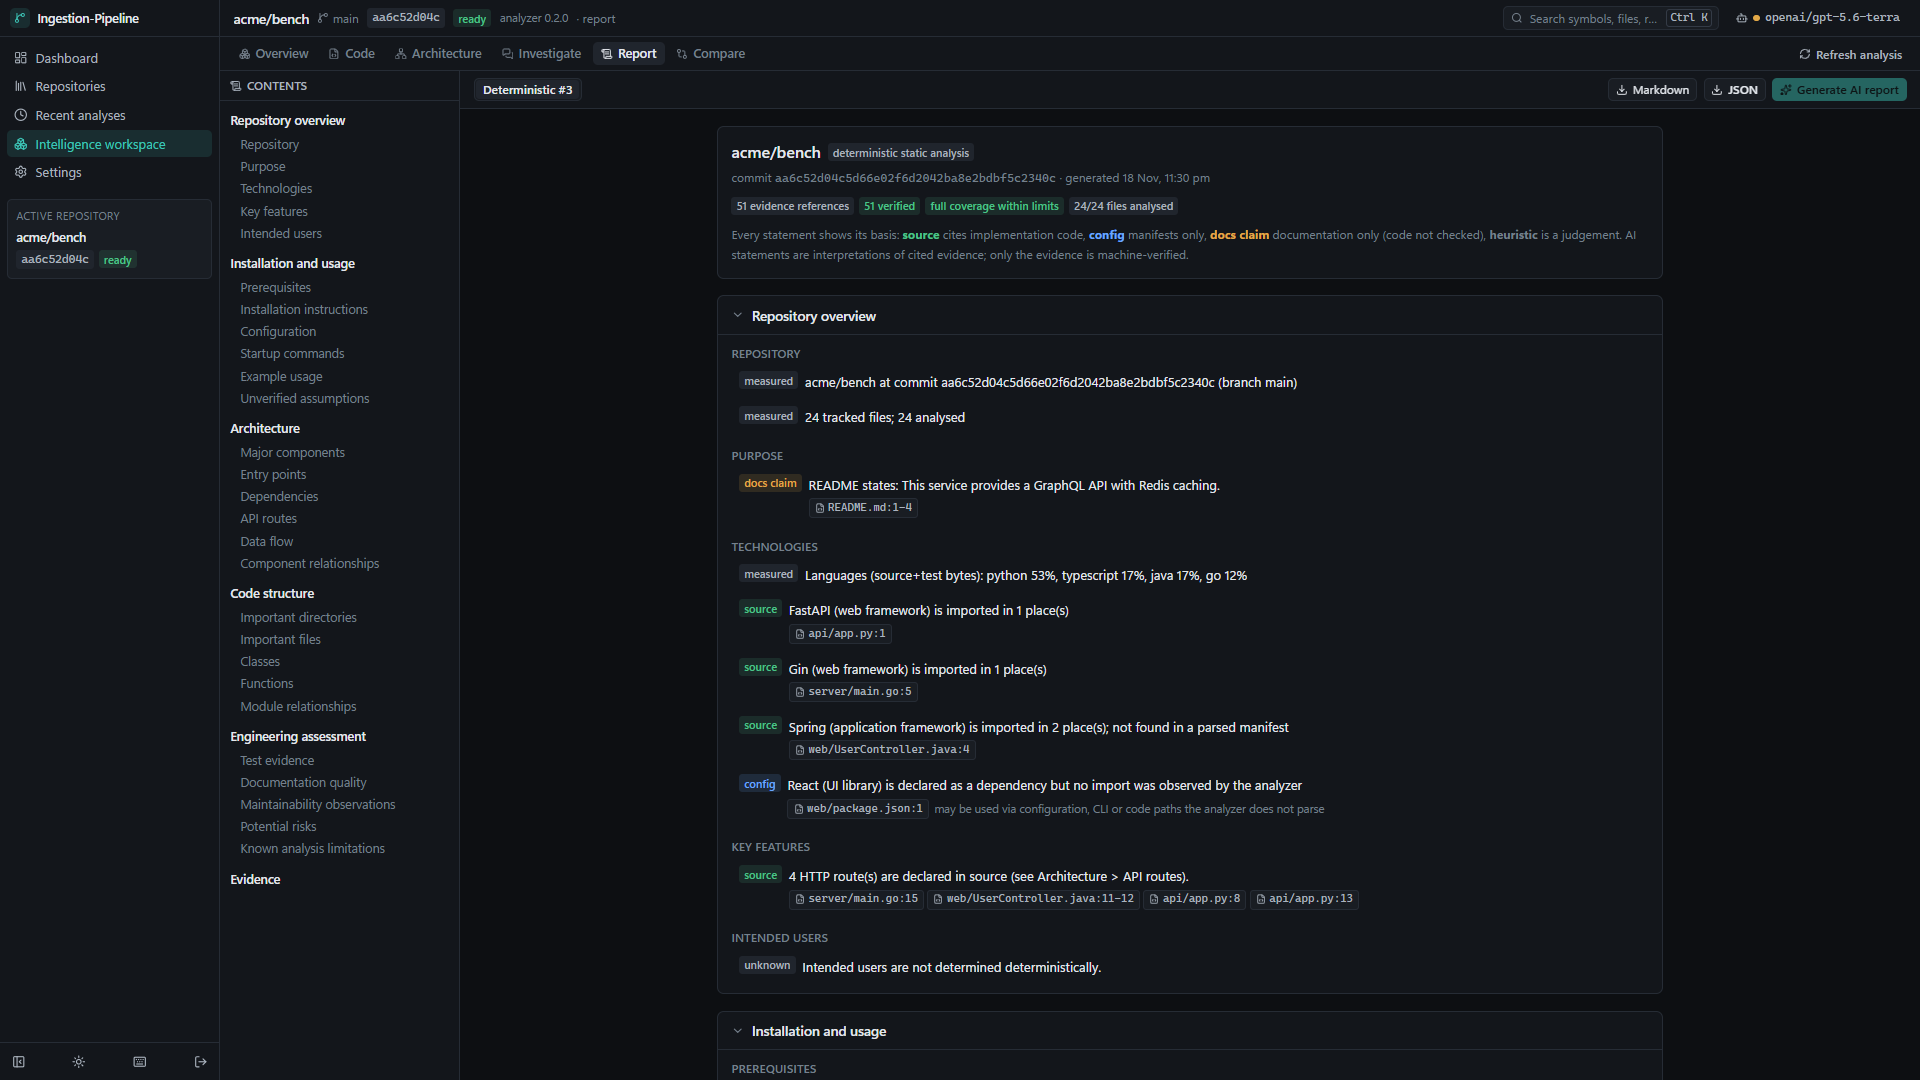 Ingestion-Pipeline
Dashboard
Repositories
Recent analyses
Intelligence workspace
Settings
ACTIVE REPOSITORY
acme/bench
aa6c52d04c ready
acme/bench main aa6c52d04c ready analyzer 0.2.0 · report
Search symbols, files, r... Ctrl K
openai/gpt-5.6-terra
Overview
Code
Architecture
Investigate
Report
Compare
Refresh analysis
CONTENTS
Repository overview
Repository
Purpose
Technologies
Key features
Intended users
Installation and usage
Prerequisites
Installation instructions
Configuration
Startup commands
Example usage
Unverified assumptions
Architecture
Major components
Entry points
Dependencies
API routes
Data flow
Component relationships
Code structure
Important directories
Important files
Classes
Functions
Module relationships
Engineering assessment
Test evidence
Documentation quality
Maintainability observations
Potential risks
Known analysis limitations
Evidence
Deterministic #3
Markdown
JSON
Generate AI report
acme/bench deterministic static analysis
commit aa6c52d04c5d66e02f6d2042ba8e2bdbf5c2340c · generated 18 Nov, 11:30 pm
51 evidence references 51 verified full coverage within limits 24/24 files analysed
Every statement shows its basis: source cites implementation code, config manifests only, docs claim documentation only (code not checked), heuristic is a judgement. AI
statements are interpretations of cited evidence; only the evidence is machine-verified.
Repository overview
REPOSITORY
measured acme/bench at commit aa6c52d04c5d66e02f6d2042ba8e2bdbf5c2340c (branch main)
measured 24 tracked files; 24 analysed
PURPOSE
docs claim README states: This service provides a GraphQL API with Redis caching.
README.md:1–4
TECHNOLOGIES
measured Languages (source+test bytes): python 53%, typescript 17%, java 17%, go 12%
source FastAPI (web framework) is imported in 1 place(s)
api/app.py:1
source Gin (web framework) is imported in 1 place(s)
server/main.go:5
source Spring (application framework) is imported in 2 place(s); not found in a parsed manifest
web/UserController.java:4
config React (UI library) is declared as a dependency but no import was observed by the analyzer
web/package.json:1 may be used via configuration, CLI or code paths the analyzer does not parse
KEY FEATURES
source 4 HTTP route(s) are declared in source (see Architecture > API routes).
server/main.go:15 web/UserController.java:11–12 api/app.py:8 api/app.py:13
INTENDED USERS
unknown Intended users are not determined deterministically.
Installation and usage
PREREQUISITES